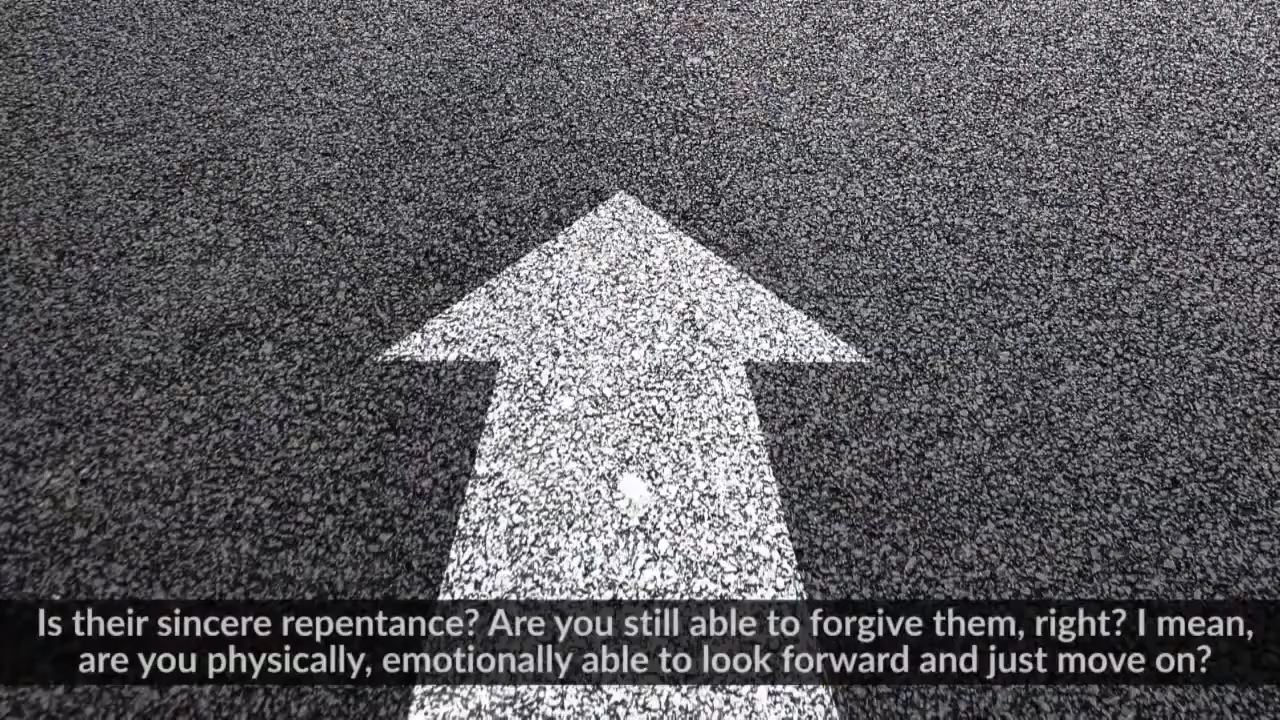 Is their sincere repentance? Are you still able to forgive them, right? I mean,
are you physically, emotionally able to look forward and just move on?